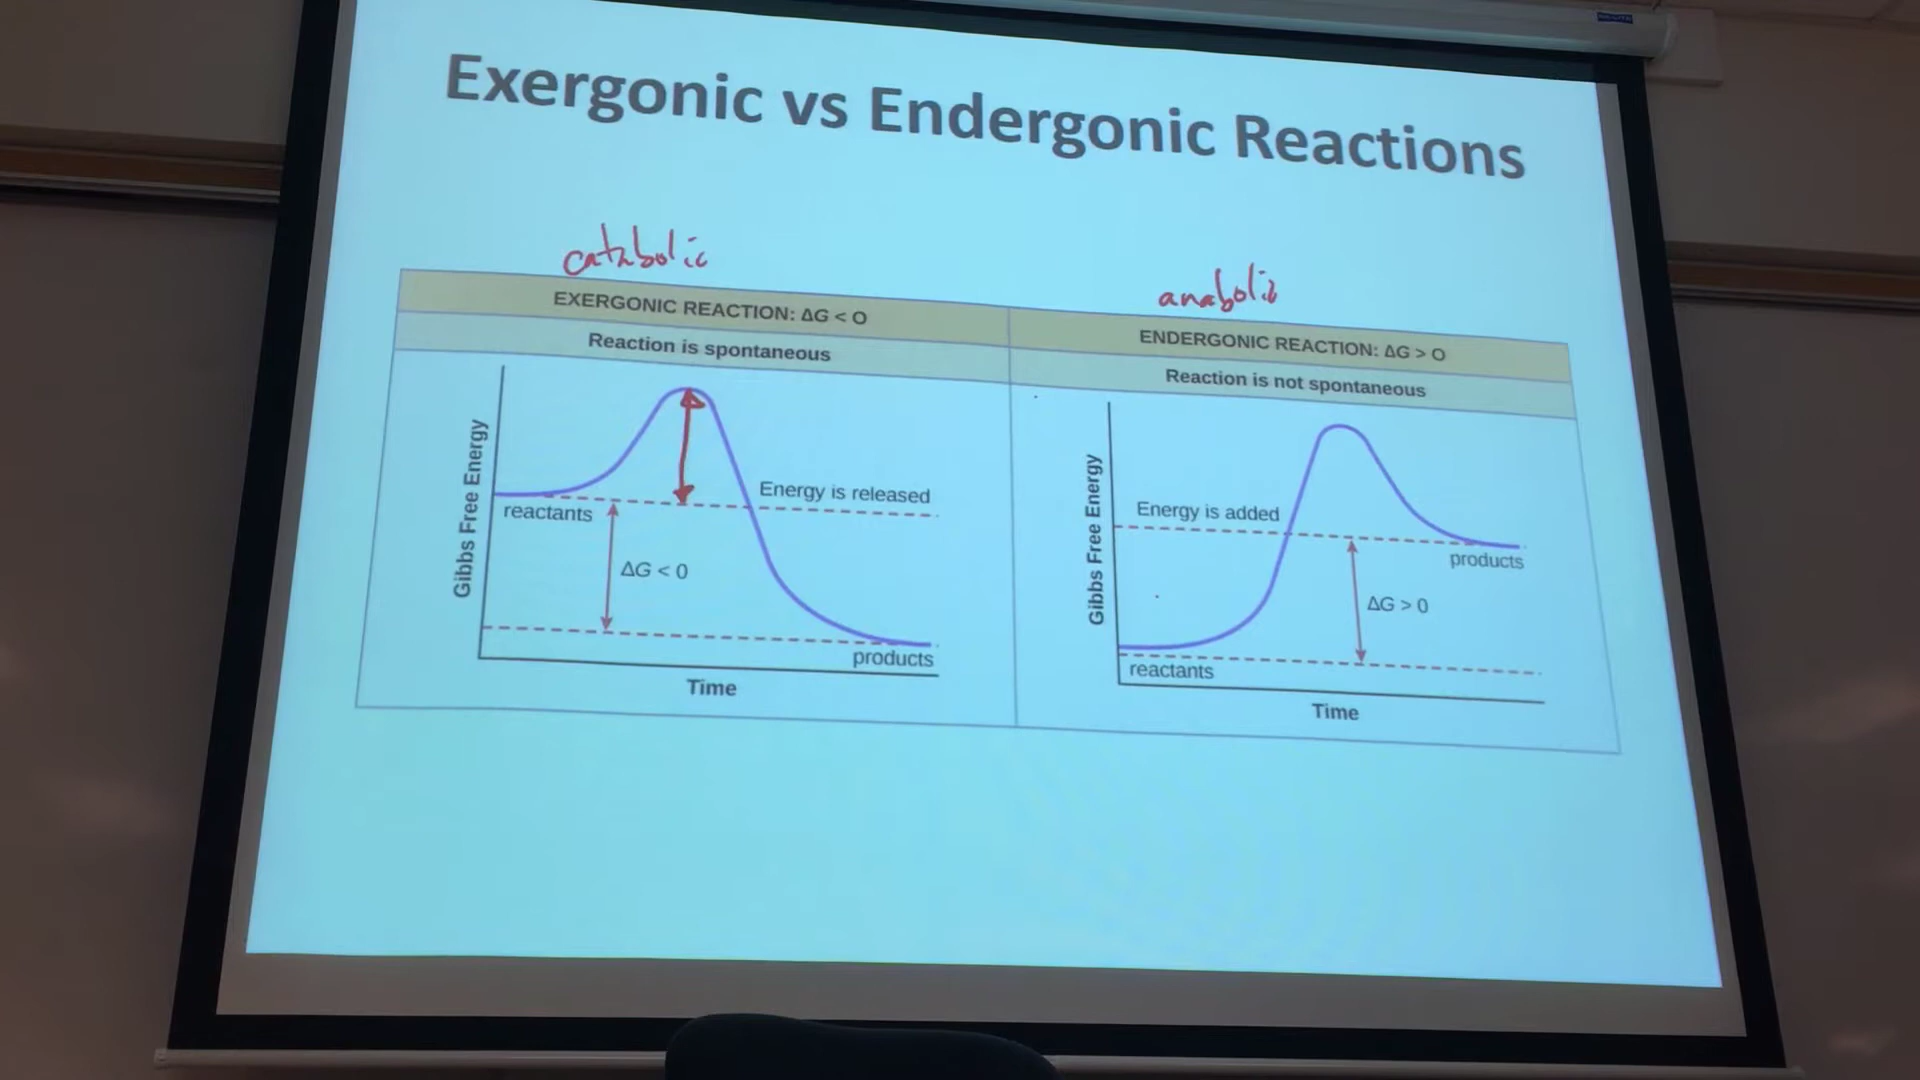 Exergonic vs Endergonic Reactions
catabolic
anabolic
EXERGONIC REACTION: ΔG < O
Reaction is spontaneous
Gibbs Free Energy
reactants
Energy is released
ΔG < 0
products
Time
ENDERGONIC REACTION: ΔG > O
Reaction is not spontaneous
Gibbs Free Energy
Energy is added
products
ΔG > 0
reactants
Time